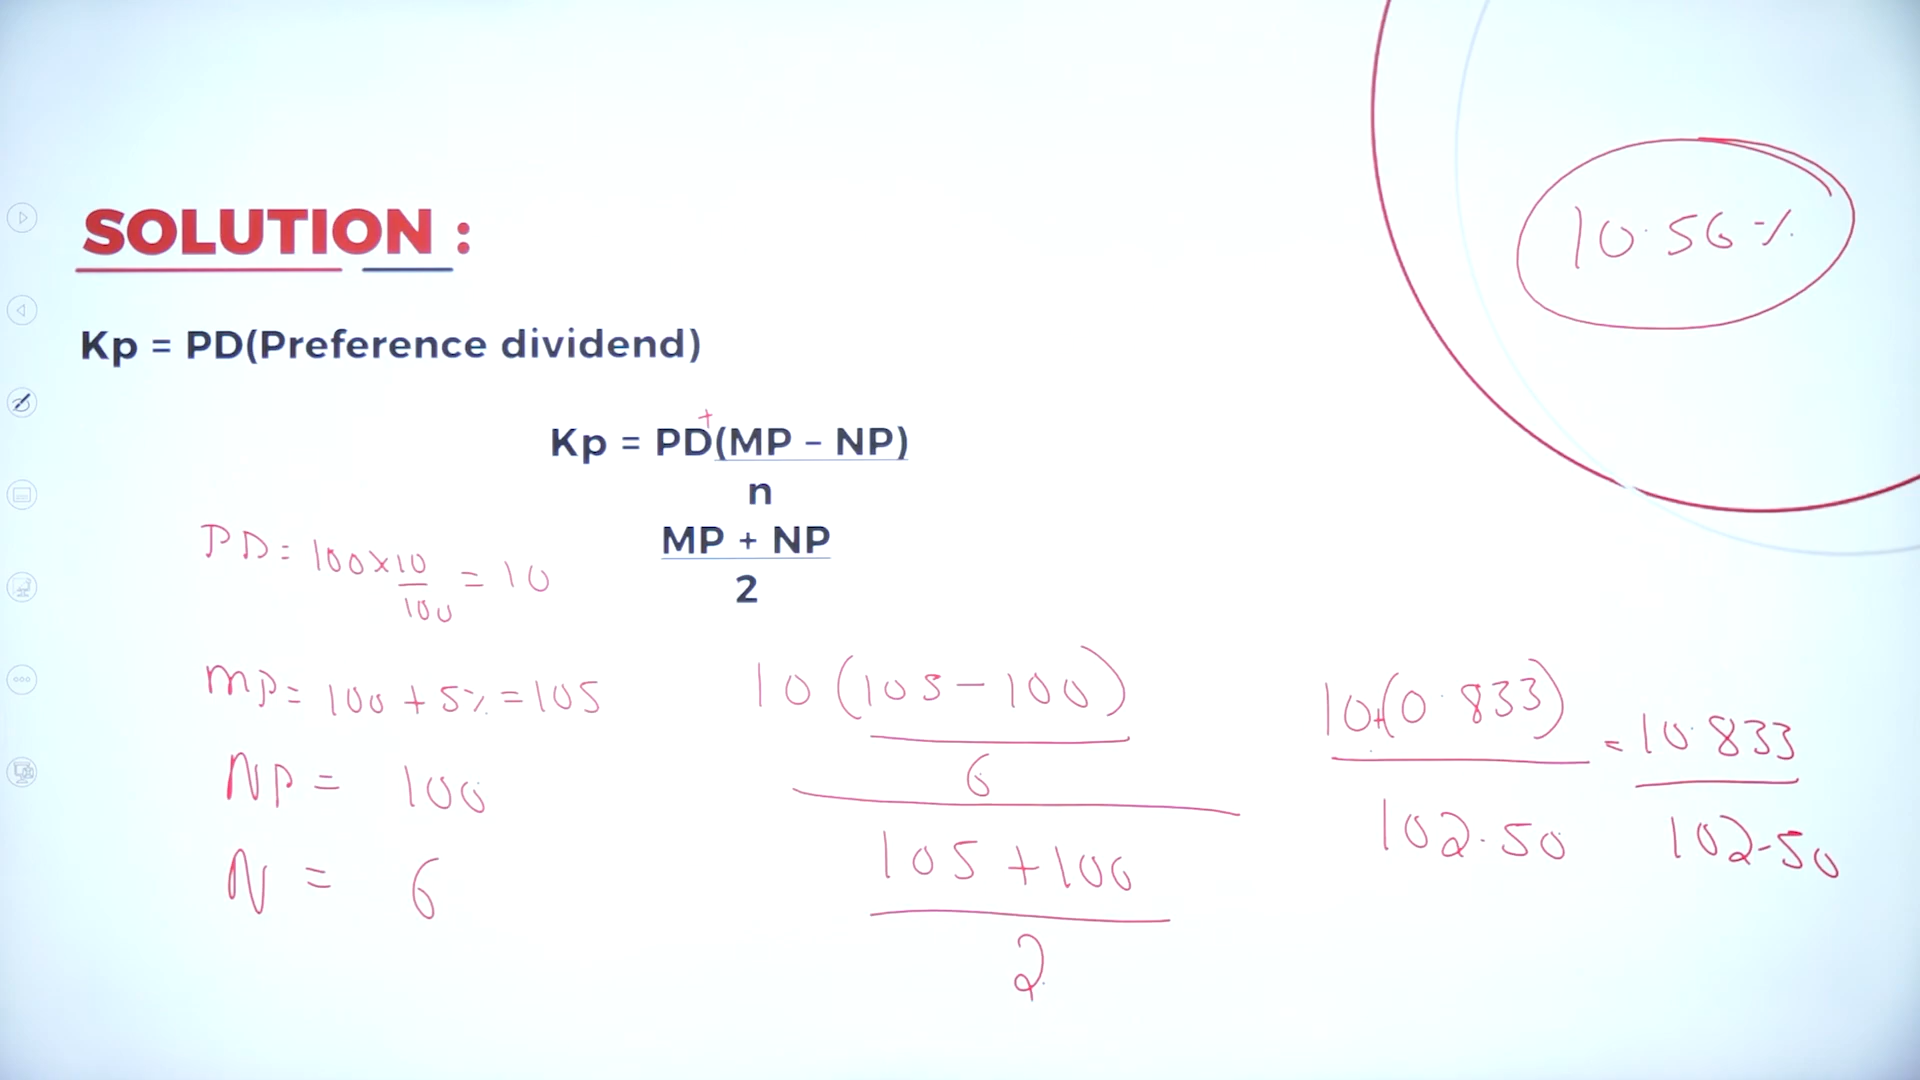 SOLUTION :
10.56%
Kp = PD(Preference dividend)
+
Kp = PD(MP – NP)
n
MP + NP
2
PD = 100 x 10 = 10
100
MP = 100 + 5% = 105
NP = 100
N = 6
10 (105 - 100)
6
105 + 100
2
10+(0.833) = 10.833
102.50 102.50